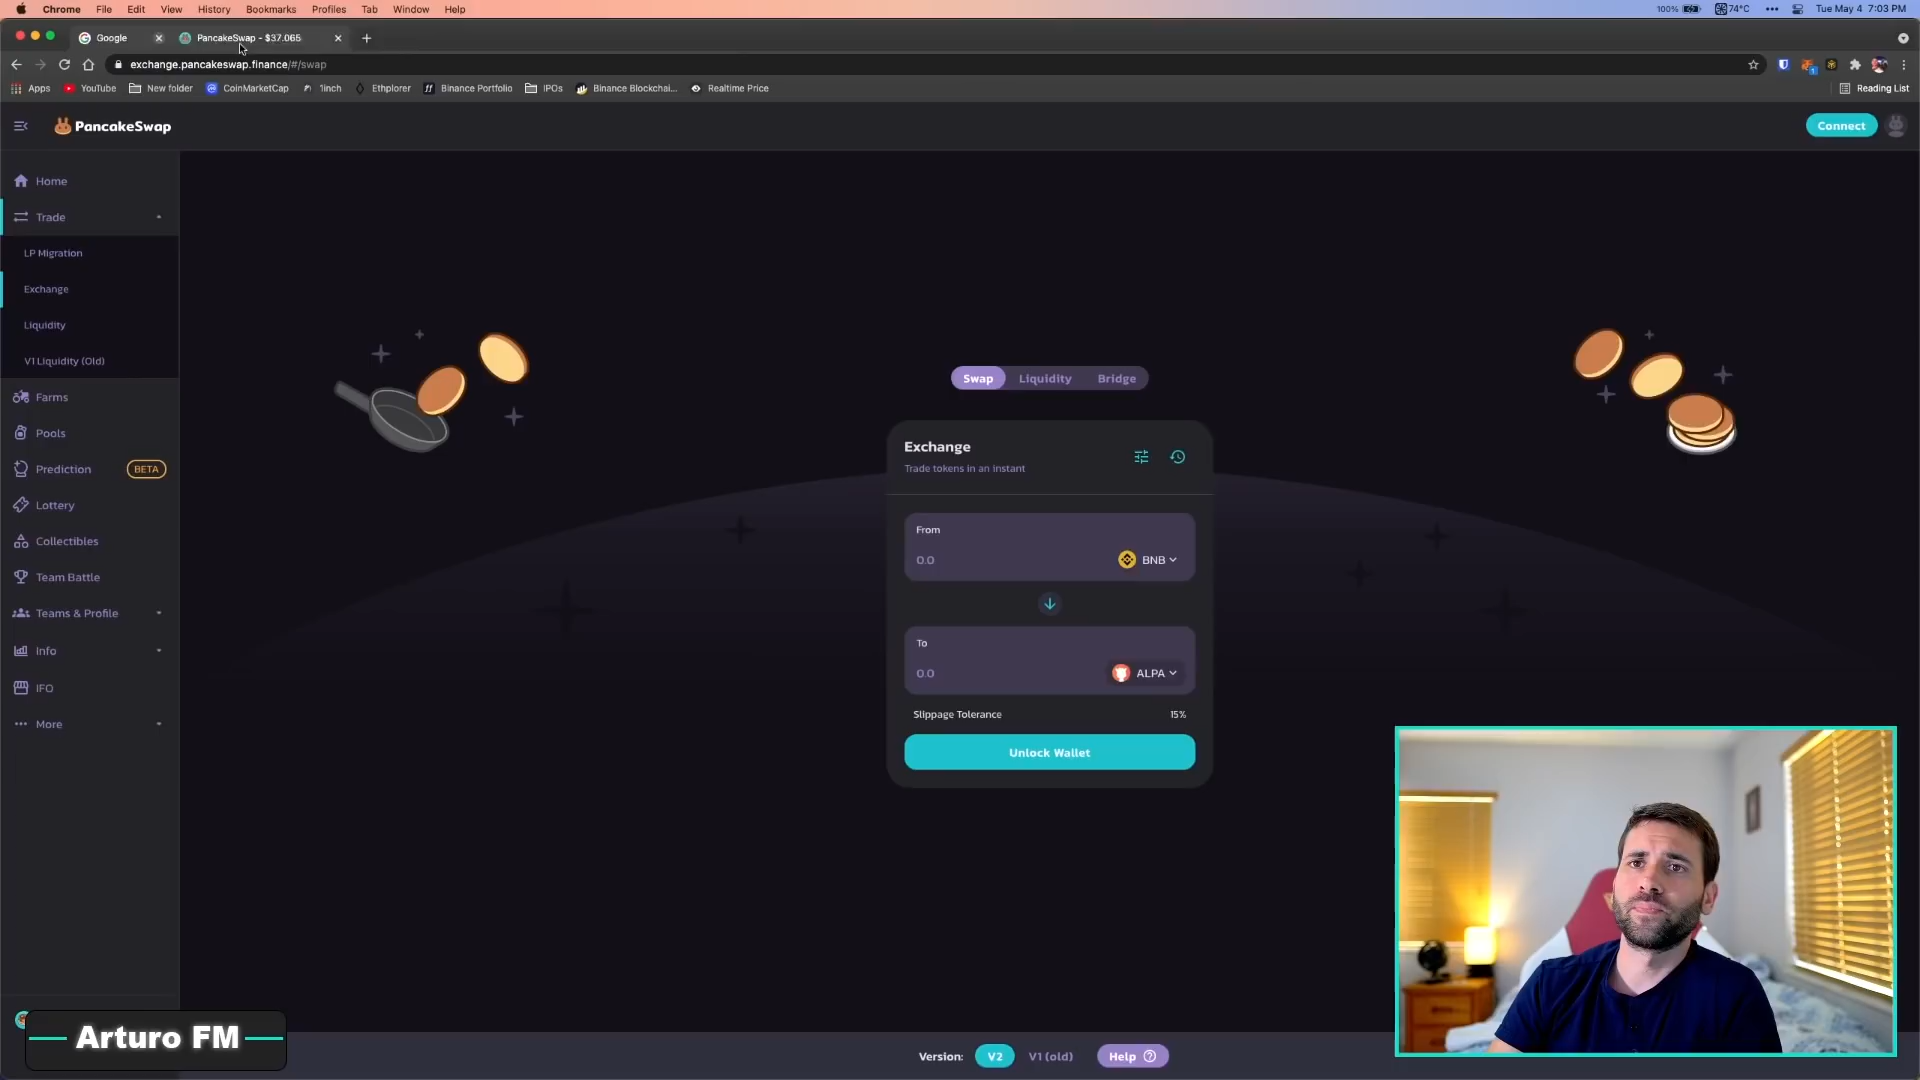 Chrome File Edit View History Bookmarks Profiles Tab Window Help 100% 74°C Tue May 4 7:03 PM
Google PancakeSwap - $37.065
exchange.pancakeswap.finance/#/swap
Apps YouTube New folder CoinMarketCap 1inch Ethplorer Binance Portfolio IPOs Binance Blockchai... Realtime Price Reading List
PancakeSwap Connect
Home
Trade
LP Migration
Exchange
Liquidity
V1 Liquidity (Old)
Farms
Pools
Prediction BETA
Lottery
Collectibles
Team Battle
Teams & Profile
Info
IFO
More
Swap Liquidity Bridge
Exchange
Trade tokens in an instant
From
0.0 BNB
To
0.0 ALPA
Slippage Tolerance 15%
Unlock Wallet
Arturo FM
Version: V2 V1 (old) Help